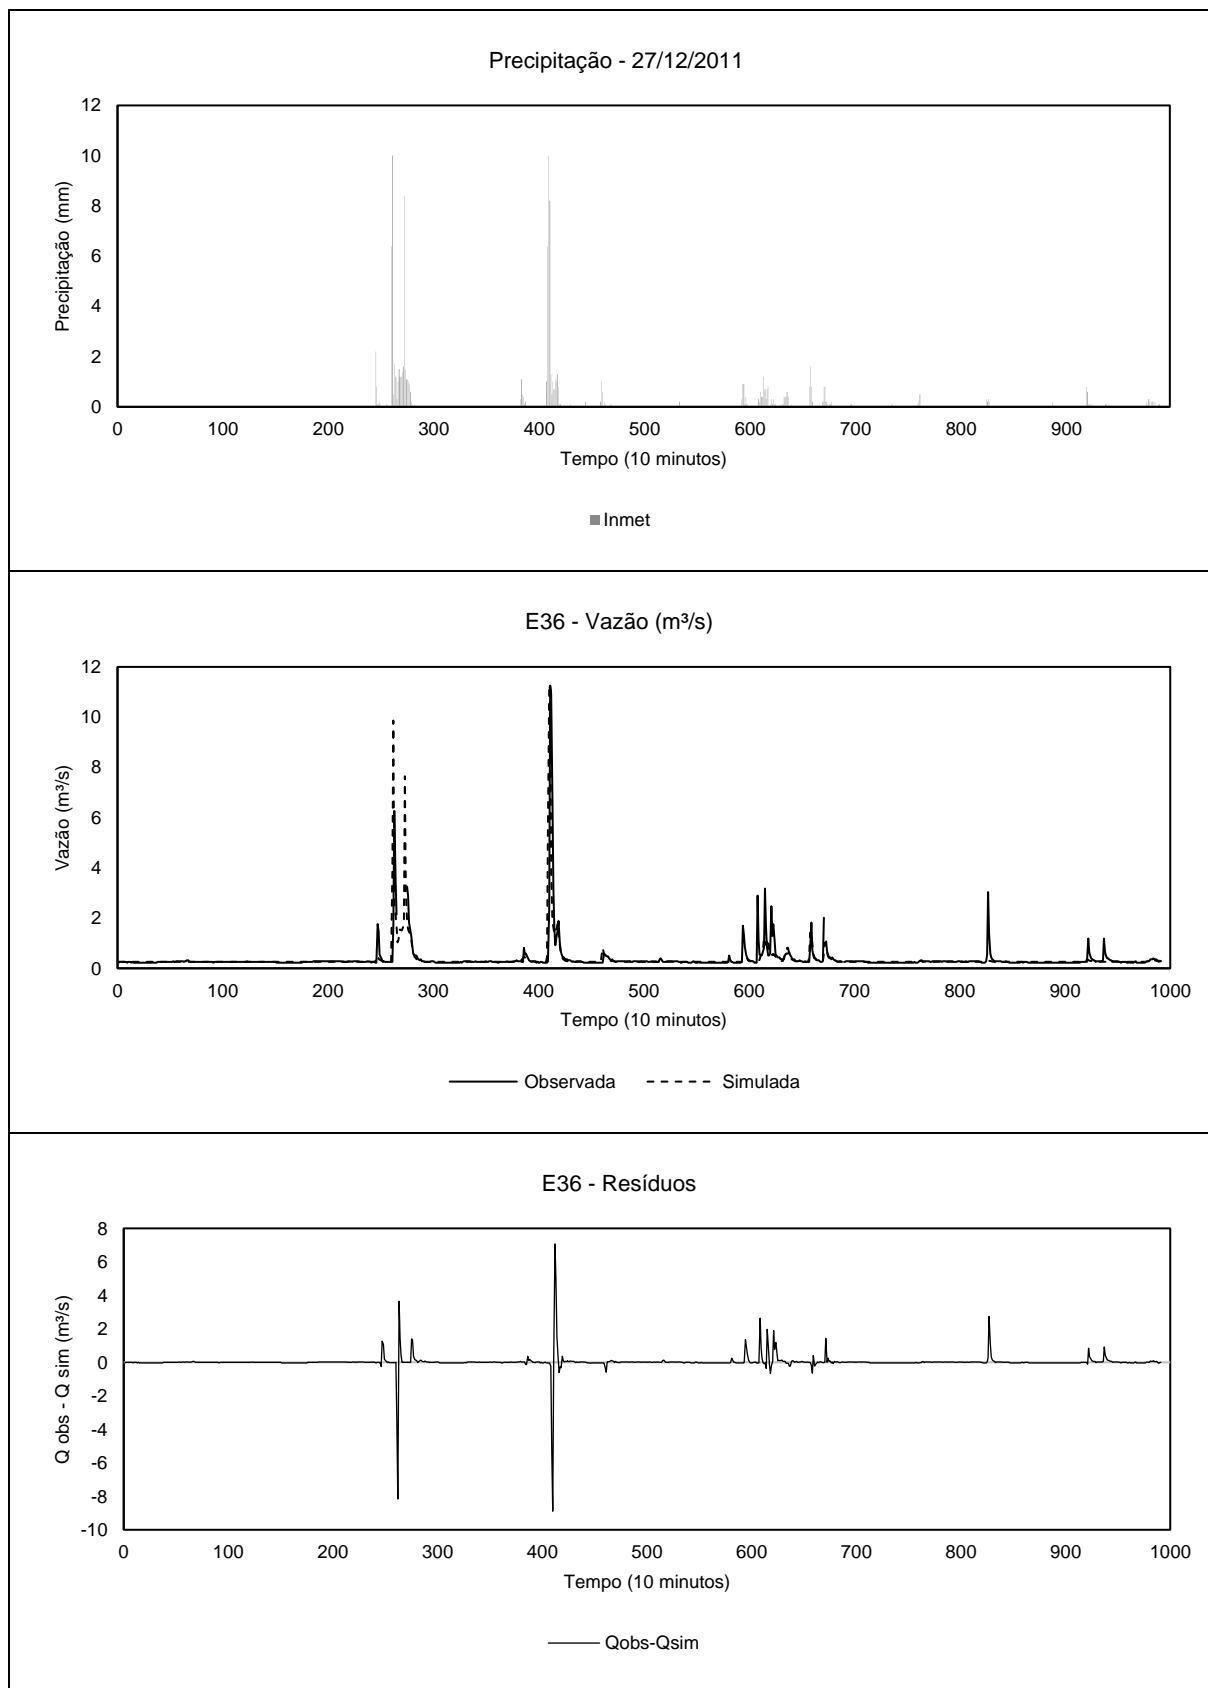 Precipitação - 27/12/2011
Precipitação (mm)
12
10
8
6
4
2
0
0 100 200 300 400 500 600 700 800 900
Tempo (10 minutos)
Inmet
E36 - Vazão (m³/s)
Vazão (m³/s)
12
10
8
6
4
2
0
0 100 200 300 400 500 600 700 800 900 1000
Tempo (10 minutos)
Observada Simulada
E36 - Resíduos
Q obs - Q sim (m³/s)
8
6
4
2
0
-2
-4
-6
-8
-10
0 100 200 300 400 500 600 700 800 900 1000
Tempo (10 minutos)
Qobs-Qsim